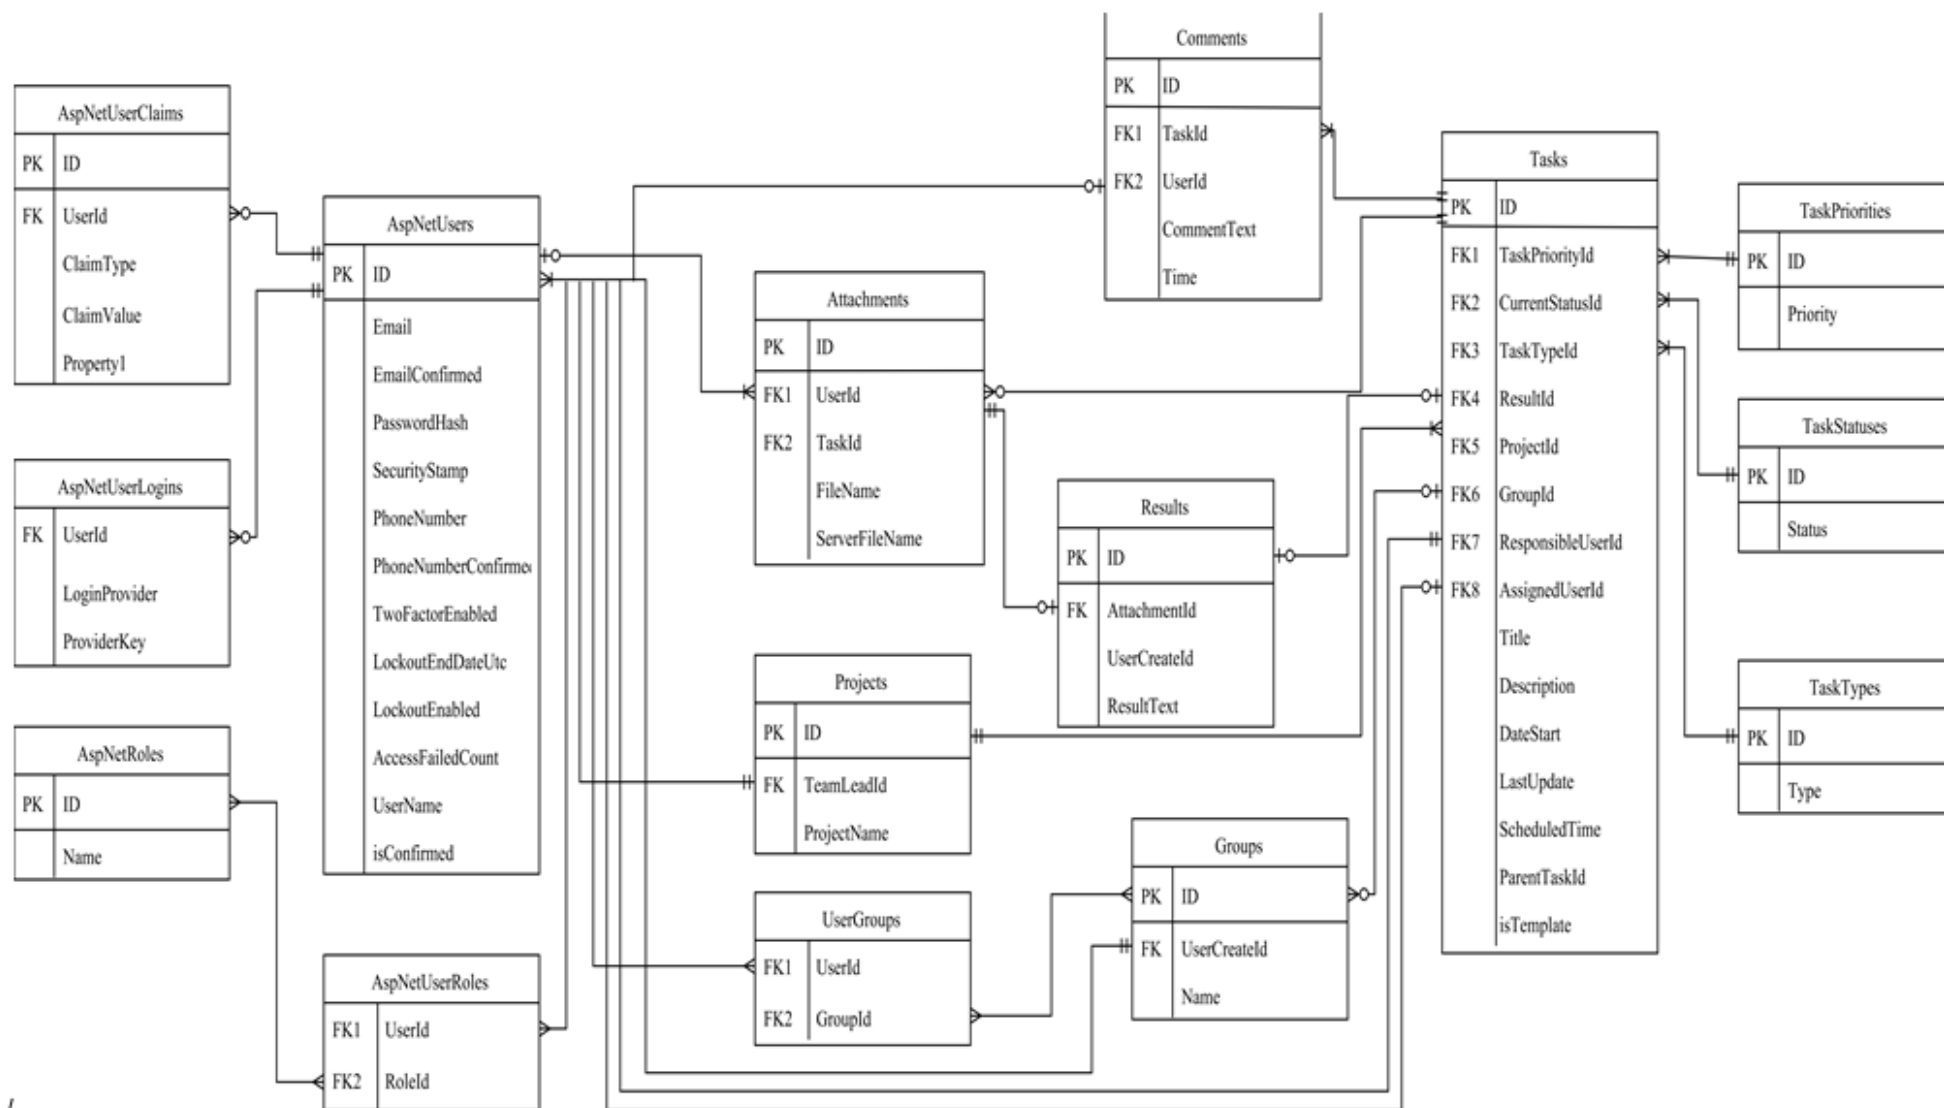 Comments
PK ID
FK1 TaskId
FK2 UserId
CommentText
Time
AspNetUserClaims
PK ID
FK UserId
ClaimType
ClaimValue
Property1
AspNetUsers
PK ID
Email
EmailConfirmed
PasswordHash
SecurityStamp
PhoneNumber
PhoneNumberConfirme
TwoFactorEnabled
LockoutEndDateUtc
LockoutEnabled
AccessFailedCount
UserName
isConfirmed
AspNetUserLogins
FK UserId
LoginProvider
ProviderKey
AspNetRoles
PK ID
Name
AspNetUserRoles
FK1 UserId
FK2 RoleId
Attachments
PK ID
FK1 UserId
FK2 TaskId
FileName
ServerFileName
Results
PK ID
FK AttachmentId
UserCreateId
ResultText
Projects
PK ID
FK TeamLeadId
ProjectName
UserGroups
FK1 UserId
FK2 GroupId
Groups
PK ID
FK UserCreateId
Name
Tasks
PK ID
FK1 TaskPriorityId
FK2 CurrentStatusId
FK3 TaskTypeId
FK4 ResultId
FK5 ProjectId
FK6 GroupId
FK7 ResponsibleUserId
FK8 AssignedUserId
Title
Description
DateStart
LastUpdate
ScheduledTime
ParentTaskId
isTemplate
TaskPriorities
PK ID
Priority
TaskStatuses
PK ID
Status
TaskTypes
PK ID
Type